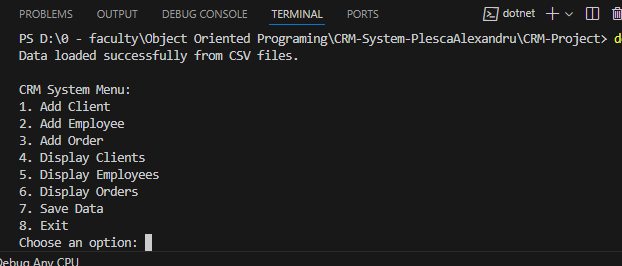 PROBLEMS OUTPUT DEBUG CONSOLE TERMINAL PORTS dotnet
PS D:\0 - faculty\Object Oriented Programing\CRM-System-PlescaAlexandru\CRM-Project>
Data loaded successfully from CSV files.
CRM System Menu:
1. Add Client
2. Add Employee
3. Add Order
4. Display Clients
5. Display Employees
6. Display Orders
7. Save Data
8. Exit
Choose an option:
Debug Any CPU